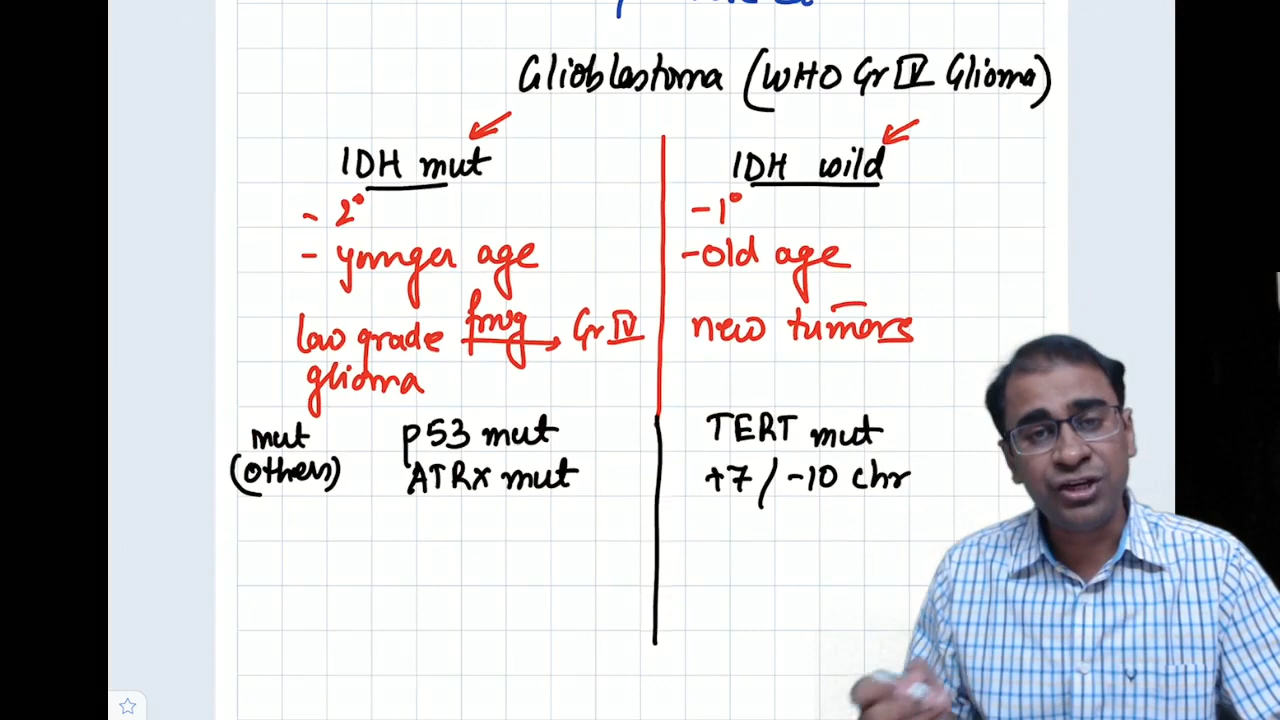 Glioblastoma (WHO Gr IV Glioma)
IDH mut
- 2°
- younger age
low grade prog → Gr IV
glioma
mut (others)
p53 mut
ATRX mut
IDH wild
- 1°
- old age
new tumors
TERT mut
+7 / -10 chr